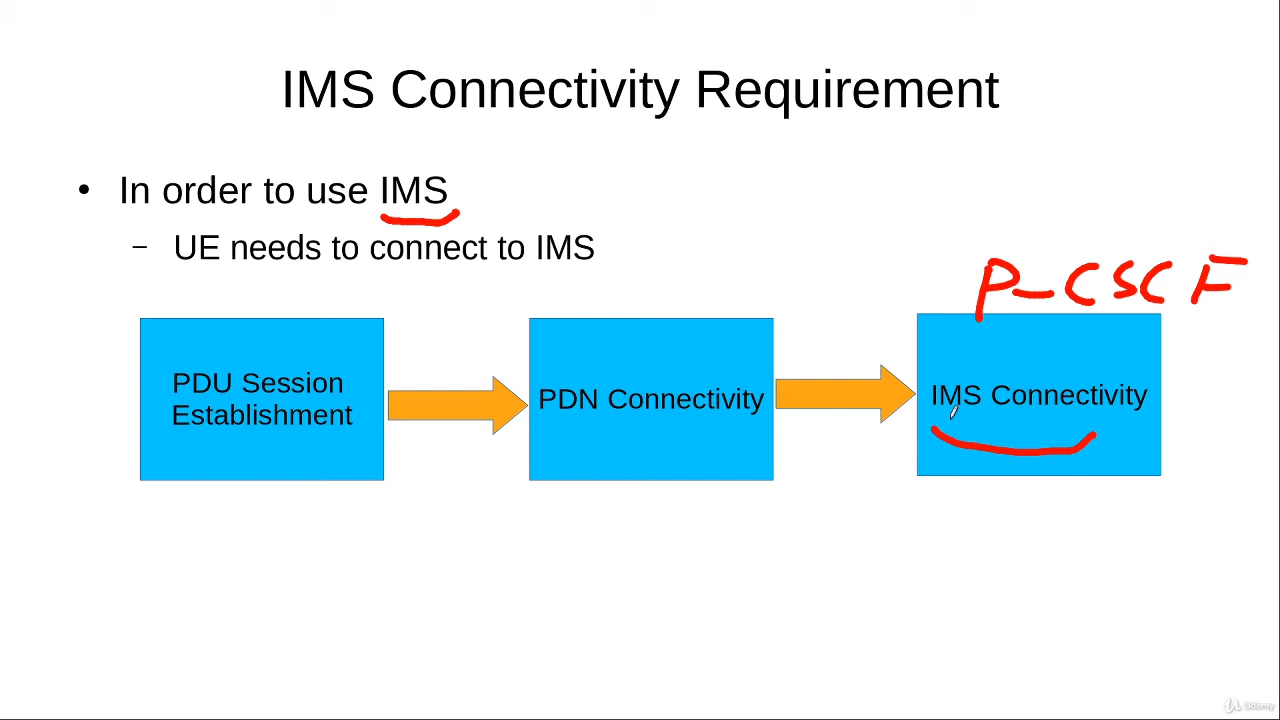 IMS Connectivity Requirement
• In order to use IMS
– UE needs to connect to IMS
P-CSCF
PDU Session
Establishment
PDN Connectivity
IMS Connectivity
Udemy